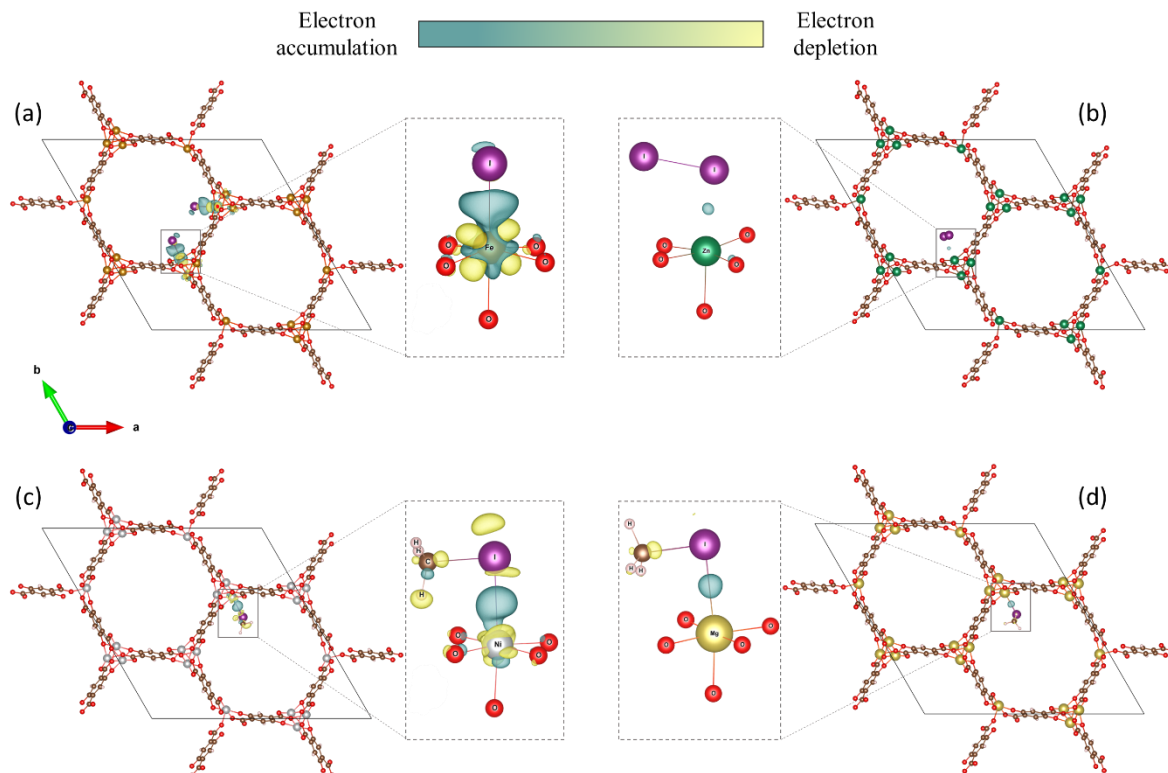 Electron
accumulation
Electron
depletion
(a)
(b)
I
Fe
O O
O O
O
I I
Zn
O O
O O
O
b
c a
(c)
(d)
H
H
C I
H
O O
O Ni O
O
H
C I
H H
O O
O Mg O
O